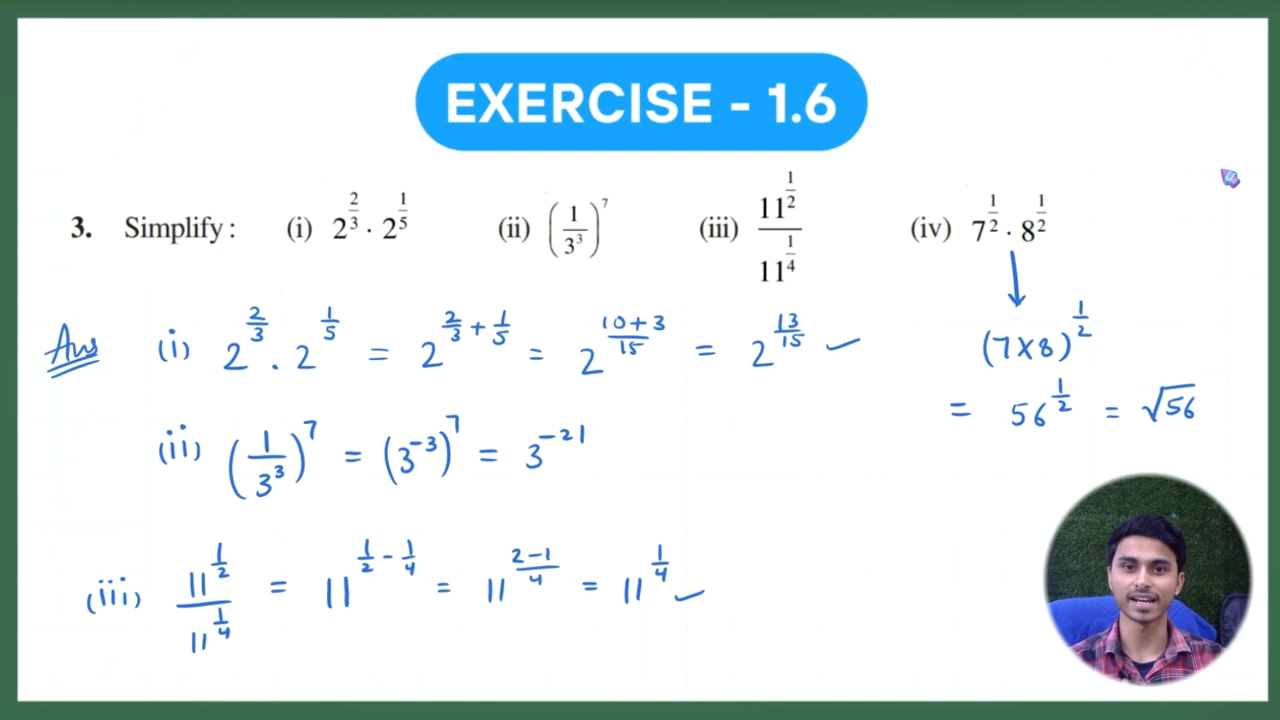 EXERCISE - 1.6
3. Simplify : (i) 2^(2/3) · 2^(1/5) (ii) (1/3^3)^7 (iii) 11^(1/2) / 11^(1/4) (iv) 7^(1/2) · 8^(1/2)
Ans (i) 2^(2/3) . 2^(1/5) = 2^(2/3 + 1/5) = 2^((10+3)/15) = 2^(13/15) ✓
(7×8)^(1/2)
= 56^(1/2) = √56
(ii) (1/3^3)^7 = (3^-3)^7 = 3^-21
(iii) 11^(1/2) / 11^(1/4) = 11^(1/2 - 1/4) = 11^((2-1)/4) = 11^(1/4) ✓